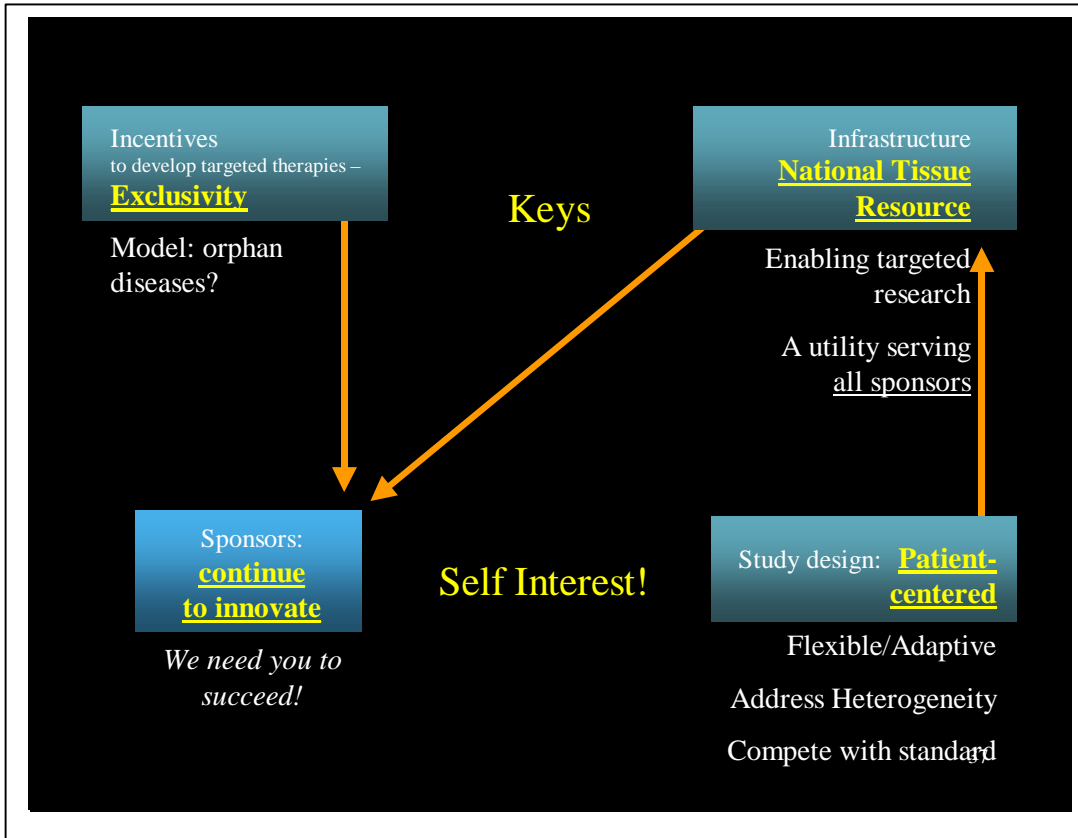 Incentives
to develop targeted therapies –
Exclusivity
Model: orphan
diseases?
Keys
Infrastructure
National Tissue
Resource
Enabling targeted
research
A utility serving
all sponsors
Sponsors:
continue
to innovate
We need you to
succeed!
Self Interest!
Study design: Patient-
centered
Flexible/Adaptive
Address Heterogeneity
Compete with standard
37